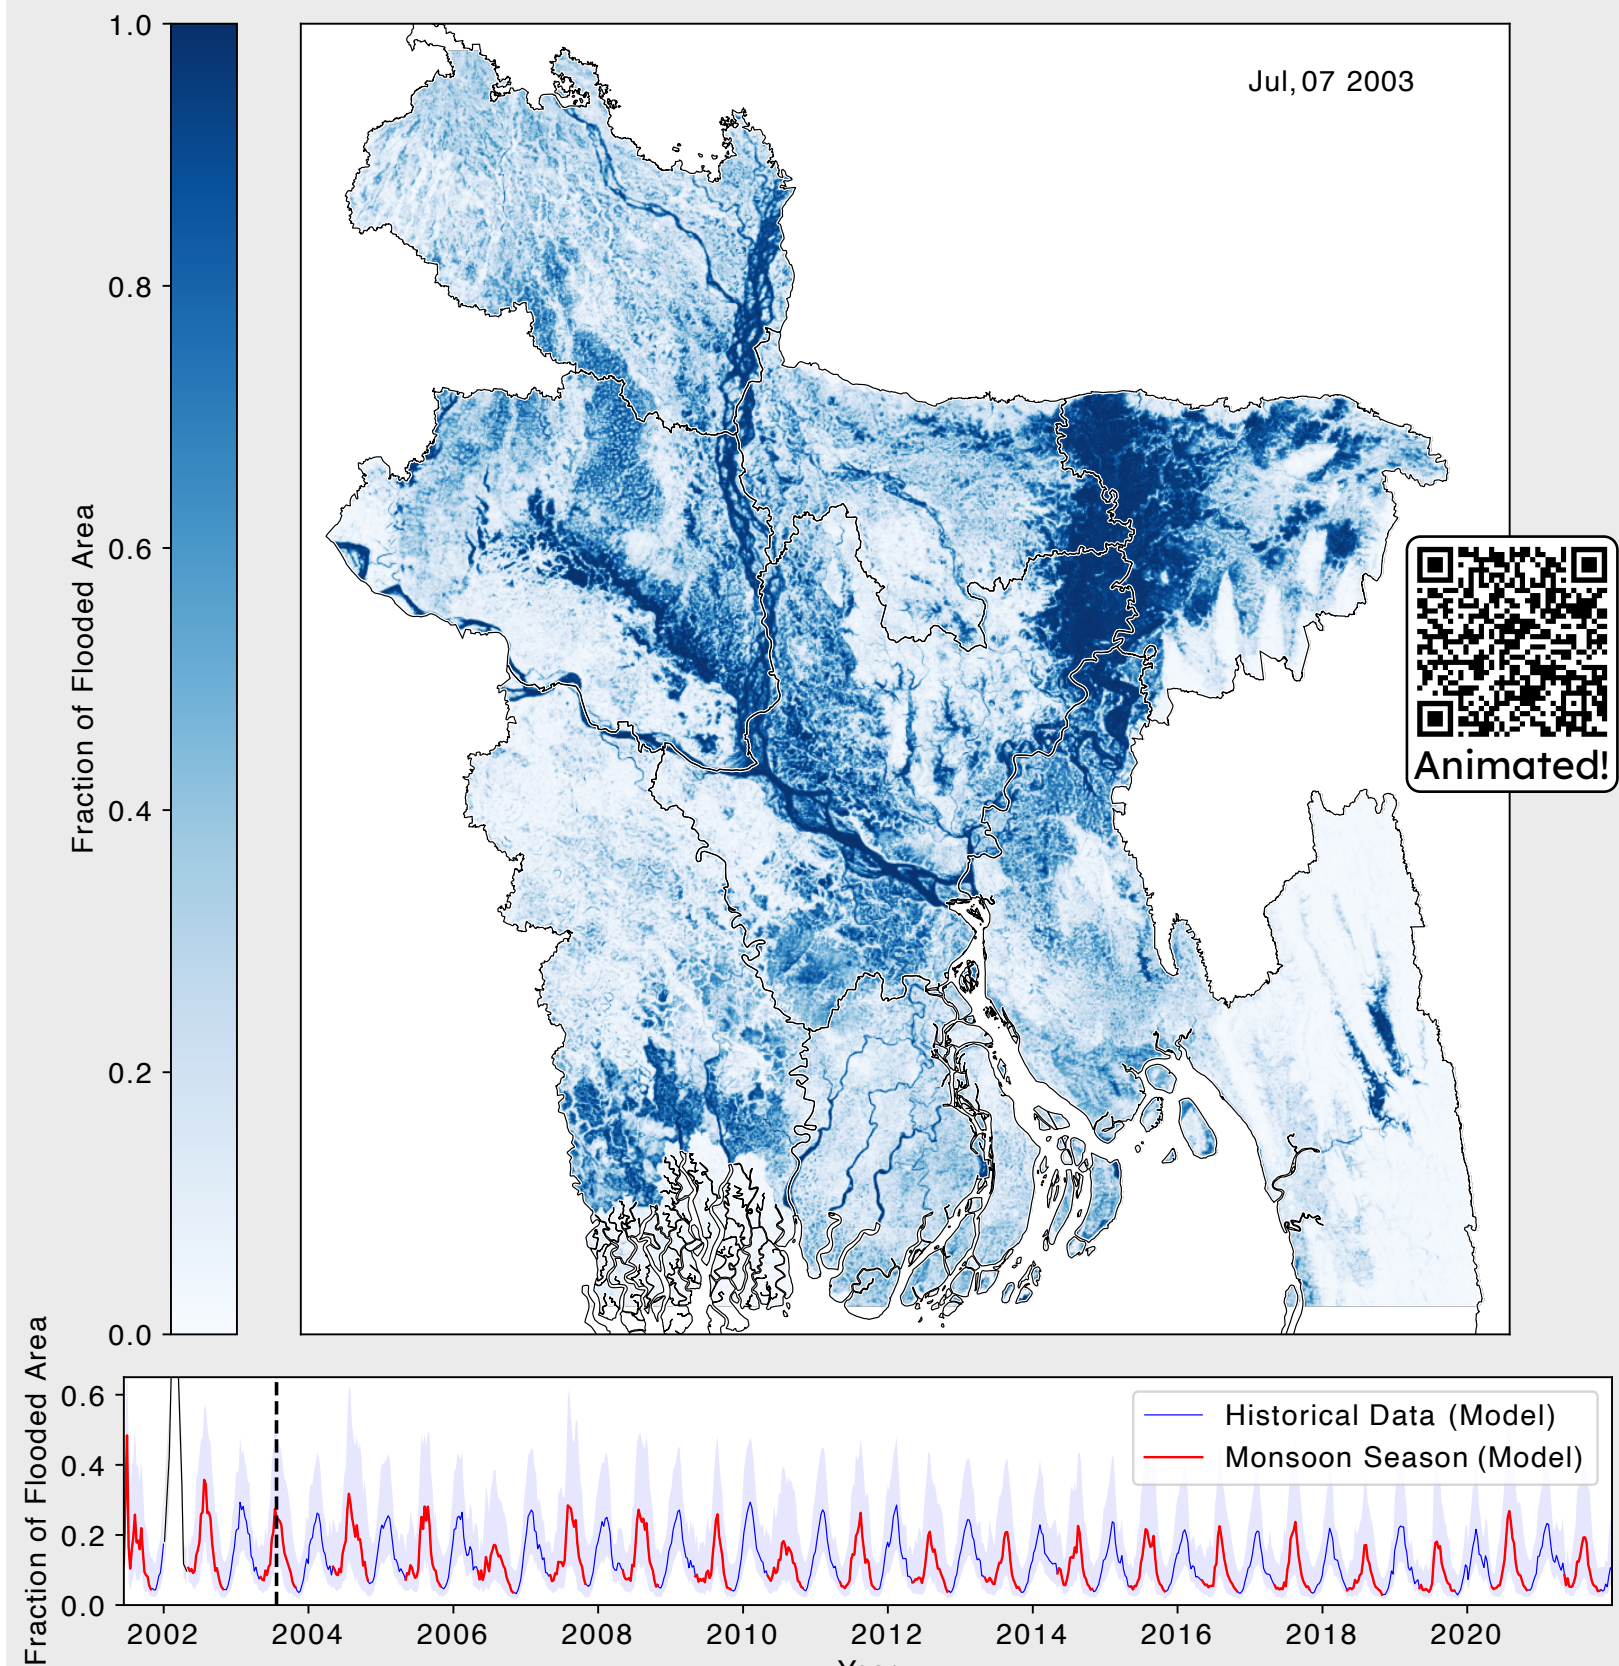 1.0
0.8
0.6
0.4
0.2
0.0
Fraction of Flooded Area
Jul, 07 2003
Animated!
Fraction of Flooded Area
0.6
0.4
0.2
0.0
Historical Data (Model)
Monsoon Season (Model)
2002 2004 2006 2008 2010 2012 2014 2016 2018 2020
Year